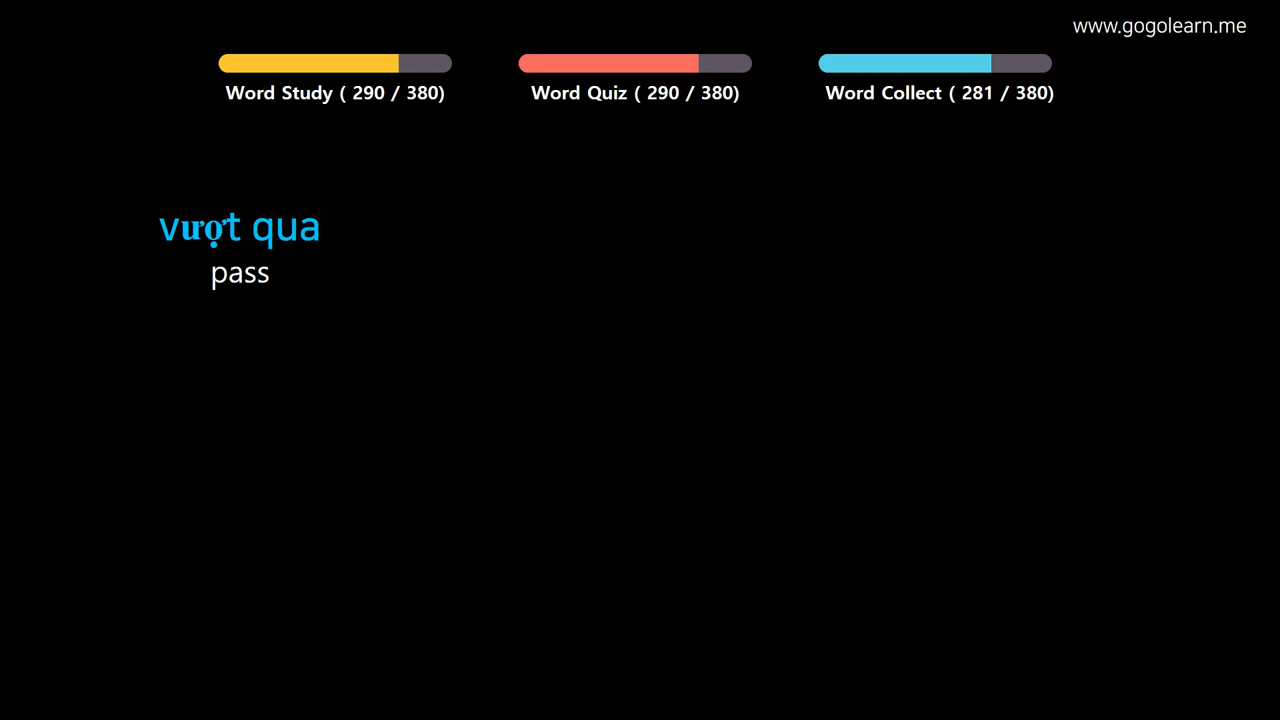 www.gogolearn.me
Word Study ( 290 / 380)
Word Quiz ( 290 / 380)
Word Collect ( 281 / 380)
vượt qua
pass